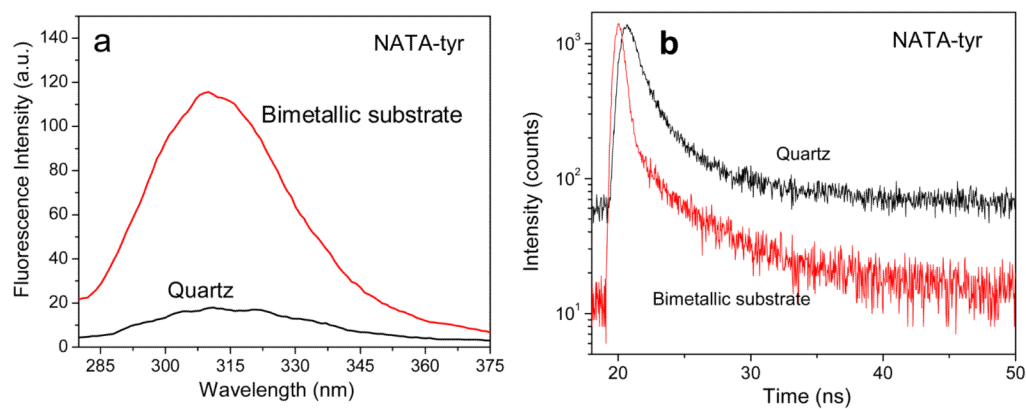 a
NATA-tyr
Bimetallic substrate
Quartz
Fluorescence Intensity (a.u.)
140
120
100
80
60
40
20
0
285 300 315 330 345 360 375
Wavelength (nm)
b
NATA-tyr
Quartz
Bimetallic substrate
Intensity (counts)
10³
10²
10¹
20 30 40 50
Time (ns)